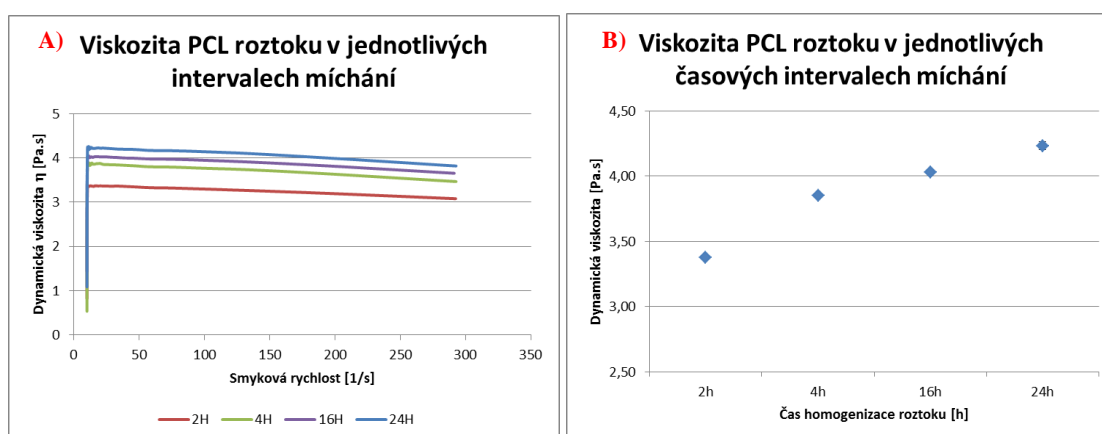 A) Viskozita PCL roztoku v jednotlivých
intervalech míchání
Dynamická viskozita η [Pa.s]
5
4
3
2
1
0
0 50 100 150 200 250 300 350
Smyková rychlost [1/s]
2H 4H 16H 24H
B) Viskozita PCL roztoku v jednotlivých
časových intervalech míchání
Dynamická viskozita [Pa.s]
4,50
4,00
3,50
3,00
2,50
2h 4h 16h 24h
Čas homogenizace roztoku [h]